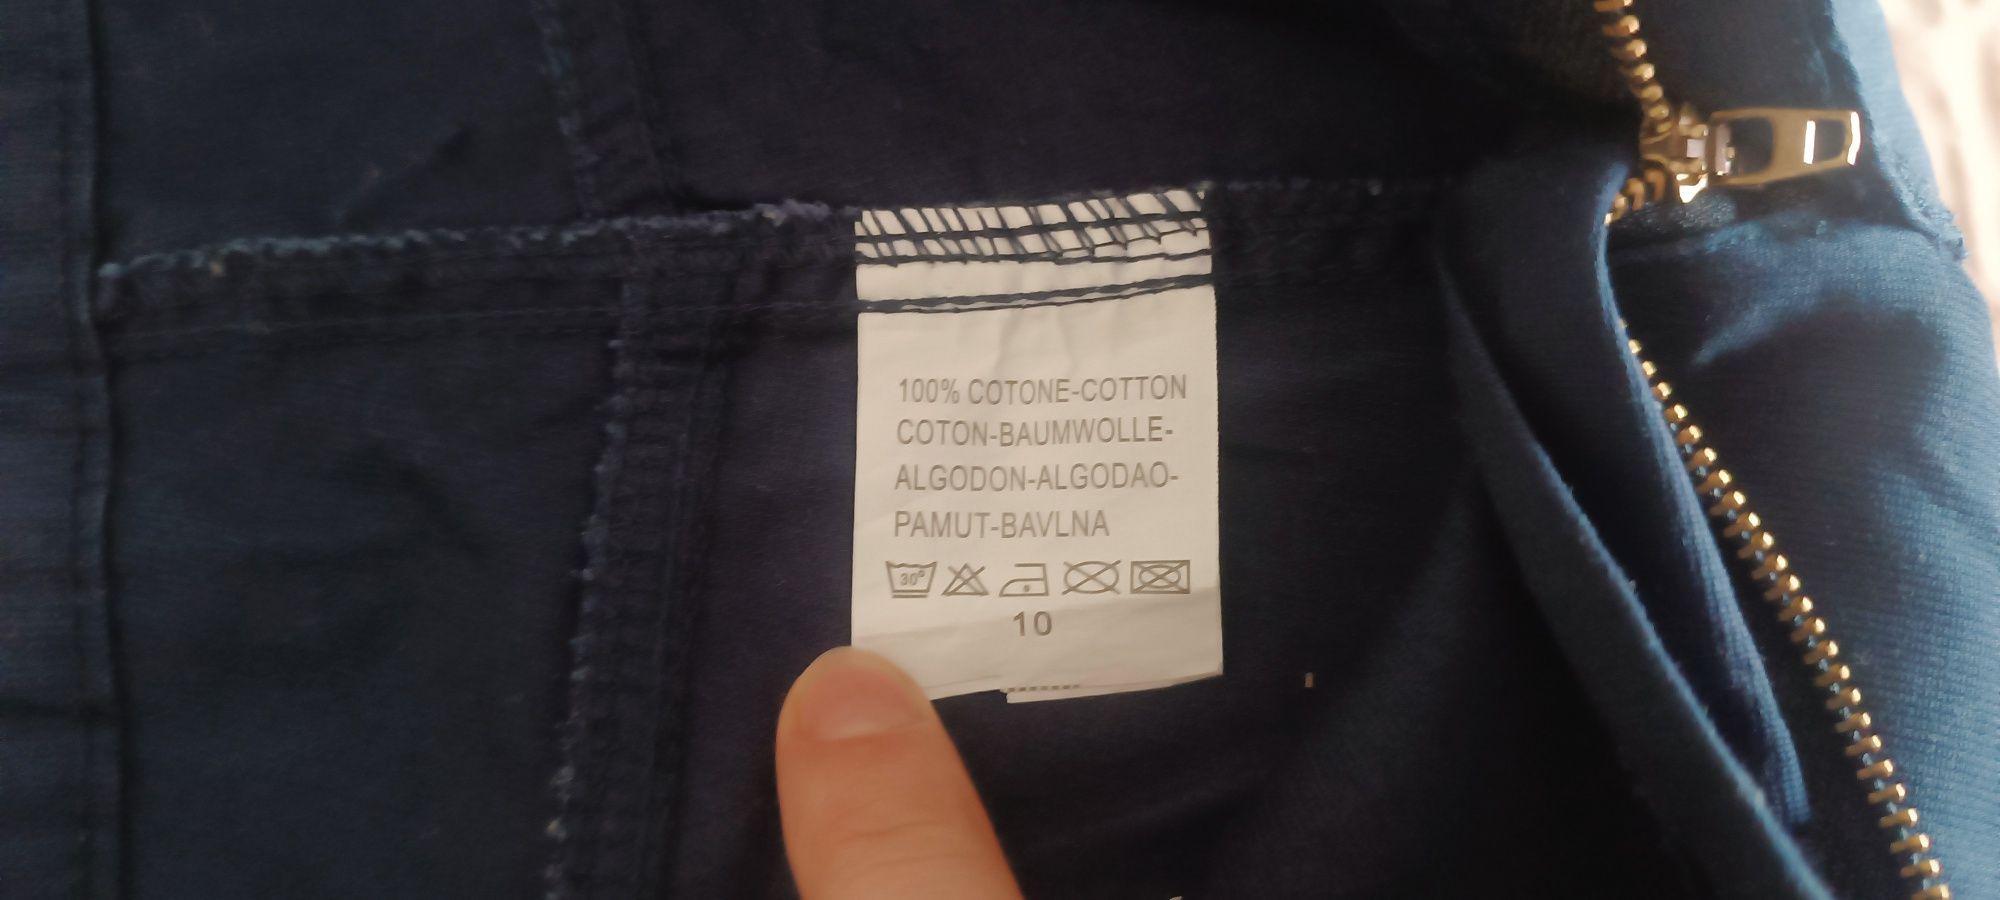 100% COTONE-COTTON
COTON-BAUMWOLLE-
ALGODON-ALGODAO-
PAMUT-BAVLNA
30°
10